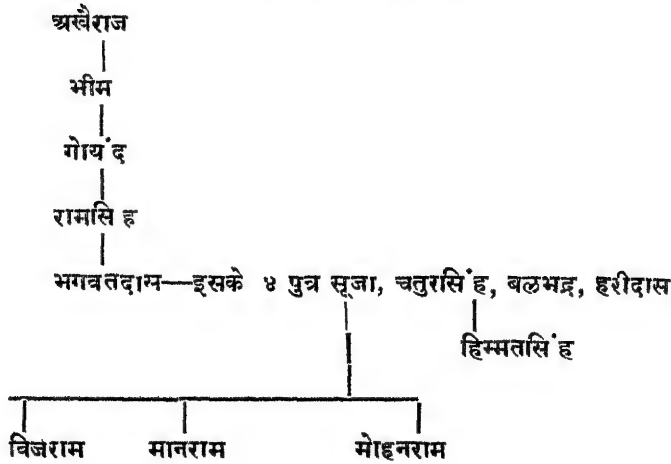 अखैराज
भीम
गोयंद
रामसिंह
भगवतदास—इसके ४ पुत्र सूजा, चतुरसिंह, बलभद्र, हरीदास
हिम्मतसिंह
विजराम मानराम मोहनराम